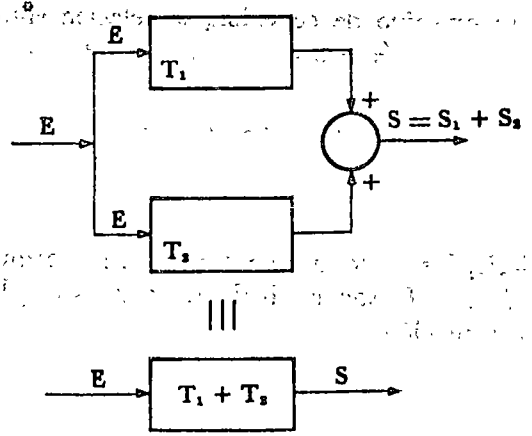 E
T₁
+
E
S = S₁ + S₂
+
E
T₂
|||
E
T₁ + T₂
S